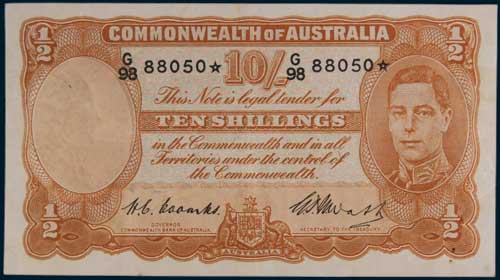 COMMONWEALTH OF AUSTRALIA
1/2
1/2
G/98 88050☆
10/-
G/98 88050☆
This Note is legal tender for
TEN SHILLINGS
in the Commonwealth and in all
Territories under the control of
the Commonwealth.
H. C. Coombs.
GOVERNOR
COMMONWEALTH BANK OF AUSTRALIA
SECRETARY TO THE TREASURY
1/2
AUSTRALIA
1/2